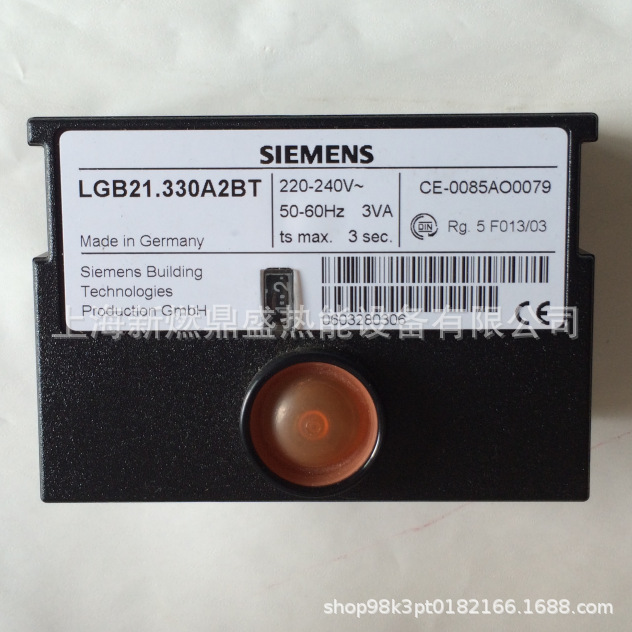 SIEMENS
LGB21.330A2BT
220-240V~
50-60Hz 3VA
ts max. 3 sec.
CE-0085AO0079
DIN Rg. 5 F013/03
Made in Germany
Siemens Building
Technologies
Production GmbH
0603280306
CE
上海新燃鼎盛热能设备有限公司
shop98k3pt0182166.1688.com